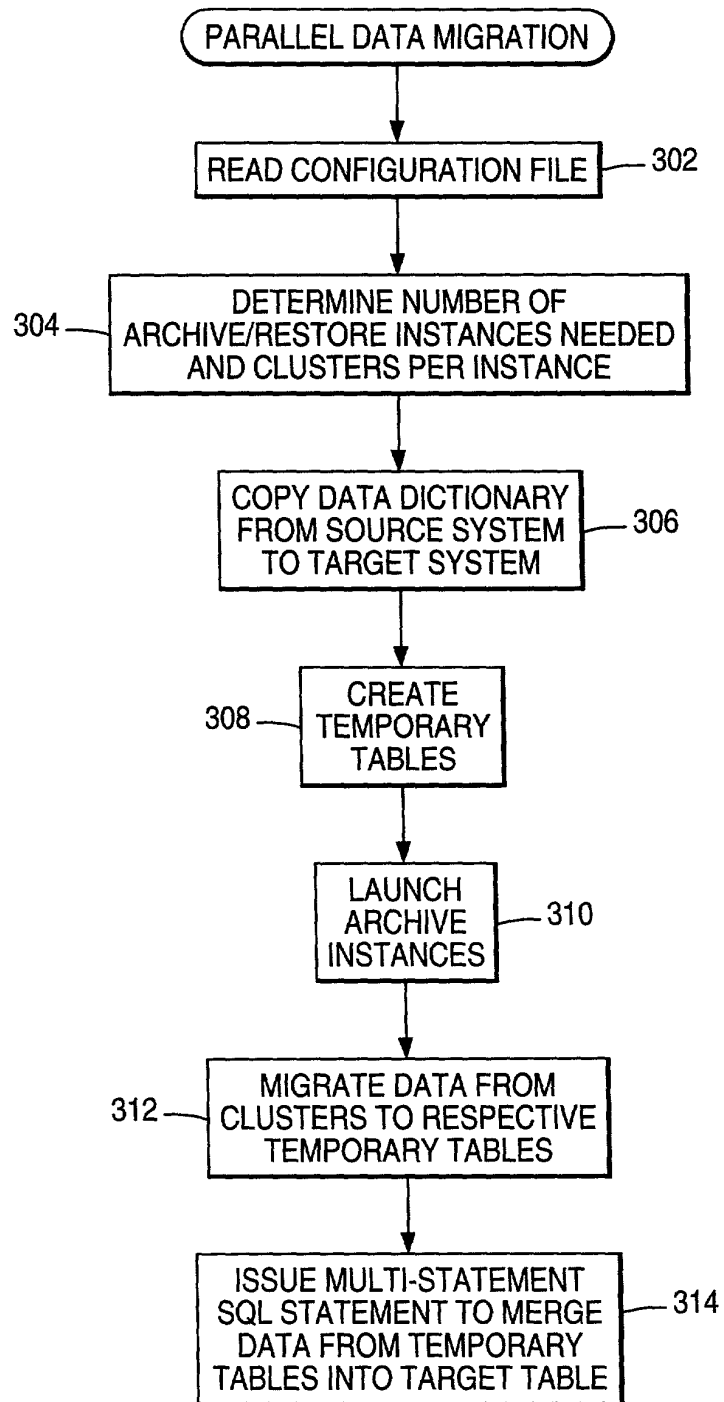 PARALLEL DATA MIGRATION
READ CONFIGURATION FILE
302
304
DETERMINE NUMBER OF
ARCHIVE/RESTORE INSTANCES NEEDED
AND CLUSTERS PER INSTANCE
COPY DATA DICTIONARY
FROM SOURCE SYSTEM
TO TARGET SYSTEM
306
308
CREATE
TEMPORARY
TABLES
LAUNCH
ARCHIVE
INSTANCES
310
312
MIGRATE DATA FROM
CLUSTERS TO RESPECTIVE
TEMPORARY TABLES
ISSUE MULTI-STATEMENT
SQL STATEMENT TO MERGE
DATA FROM TEMPORARY
TABLES INTO TARGET TABLE
314